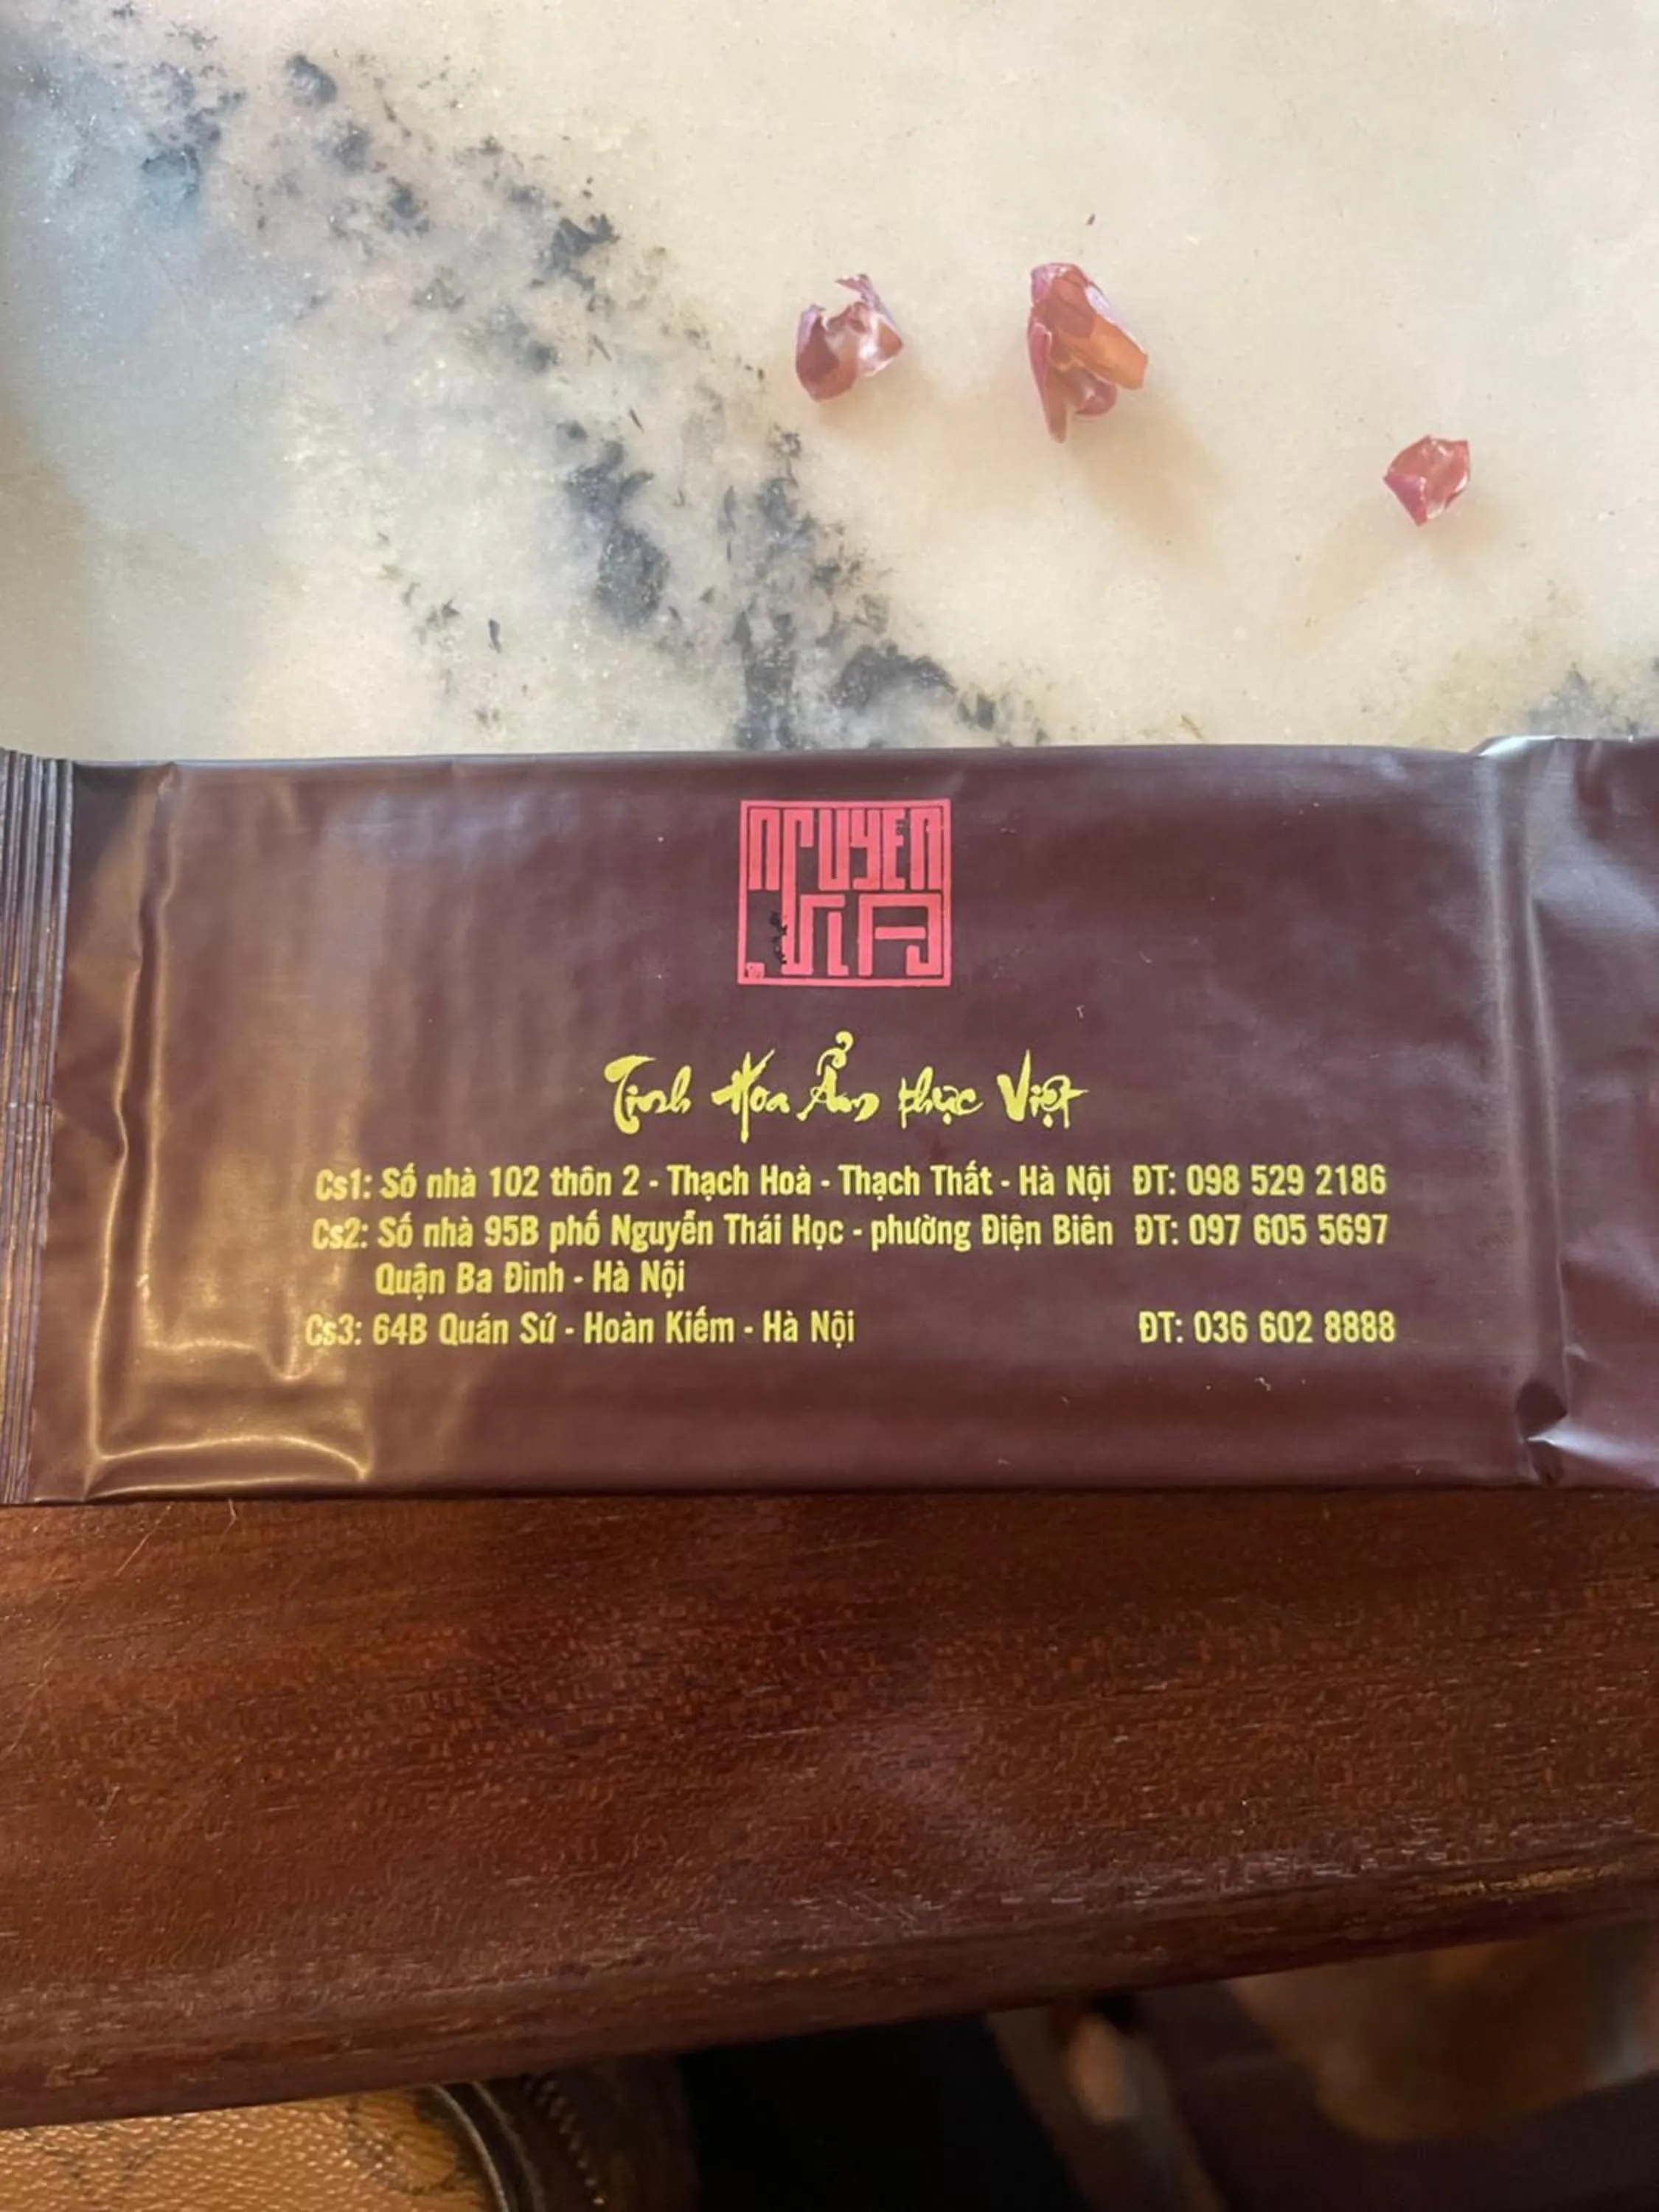 NGUYEN
Tinh Hoa Ẩm thực Việt
Cs1: Số nhà 102 thôn 2 - Thạch Hoà - Thạch Thất - Hà Nội ĐT: 098 529 2186
Cs2: Số nhà 95B phố Nguyễn Thái Học - phường Điện Biên ĐT: 097 605 5697
Quận Ba Đình - Hà Nội
Cs3: 64B Quán Sứ - Hoàn Kiếm - Hà Nội ĐT: 036 602 8888